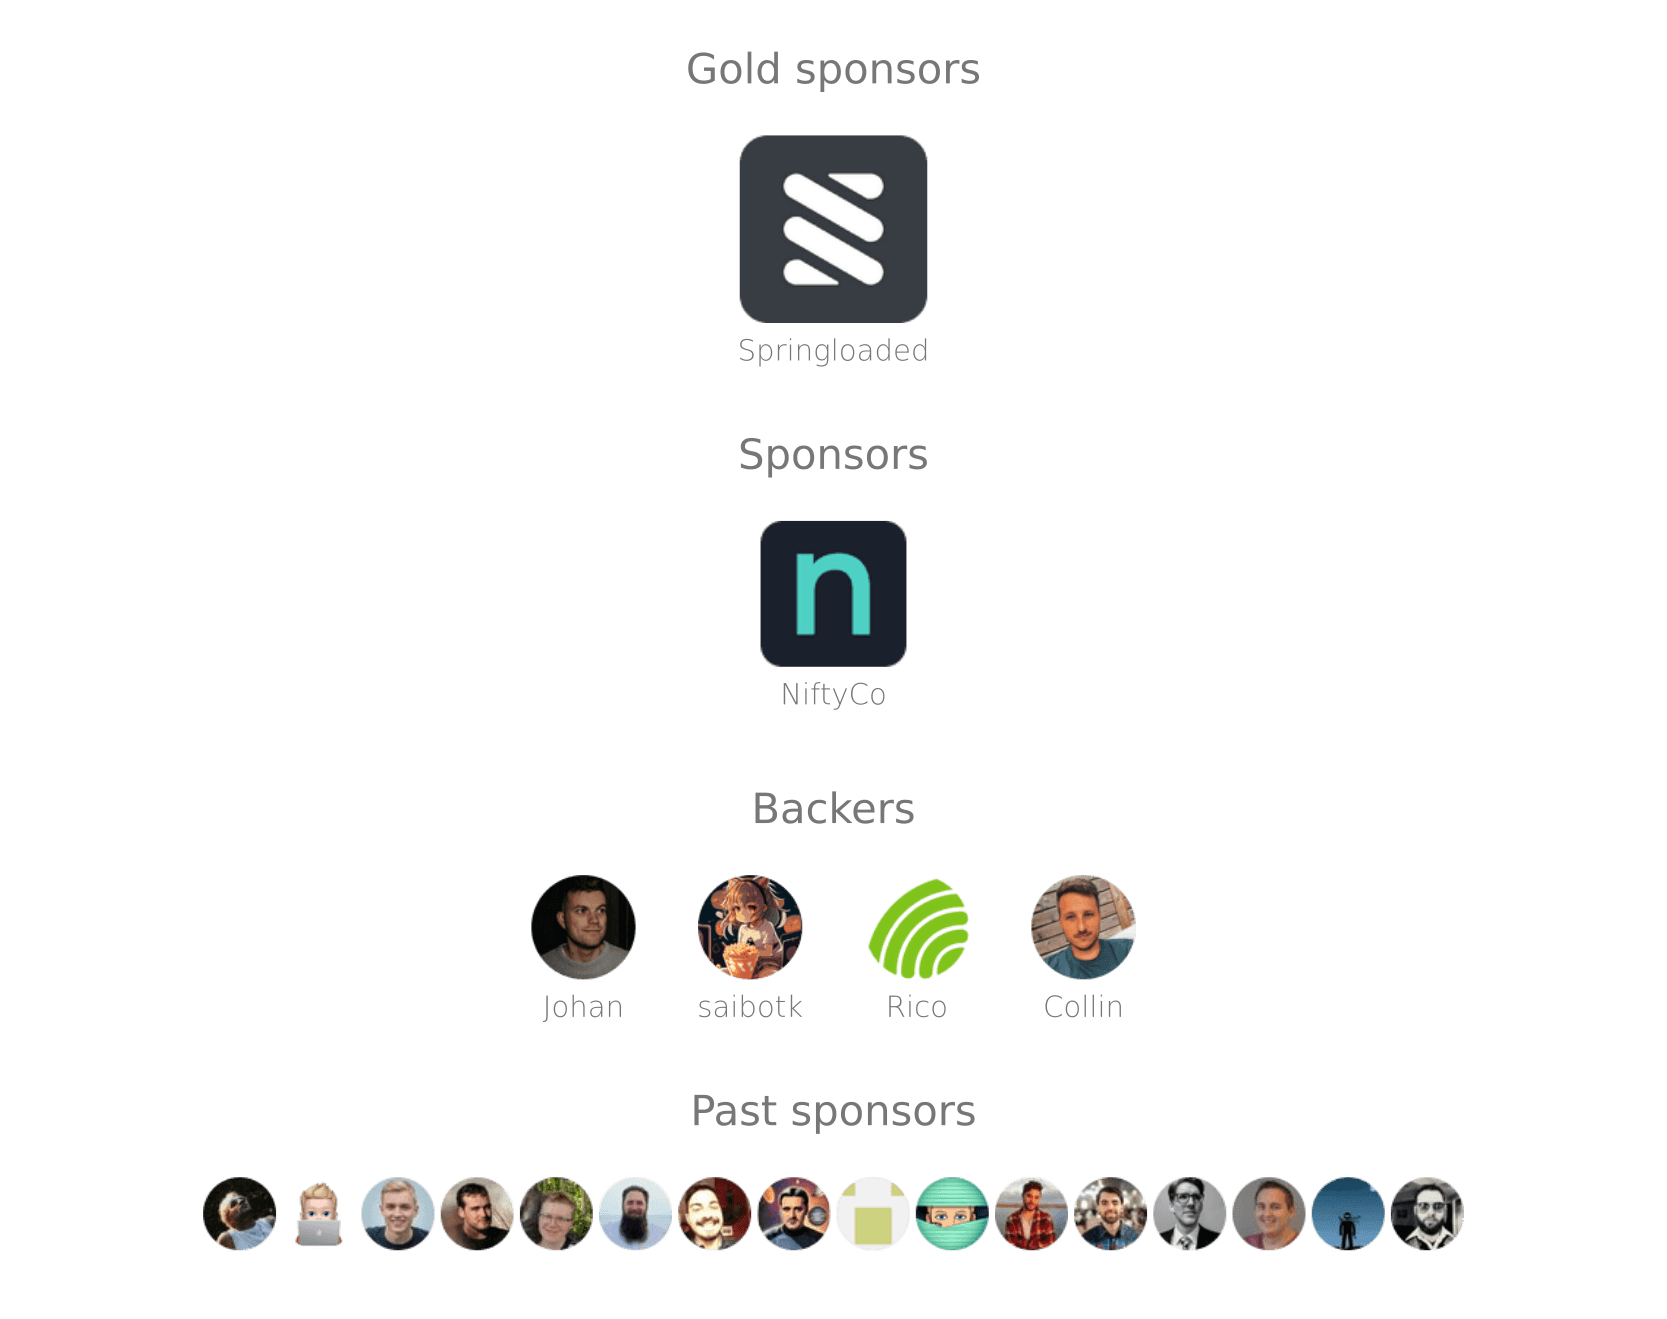 Gold sponsors
Springloaded
Sponsors
n
NiftyCo
Backers
Johan saibotk Rico Collin
Past sponsors